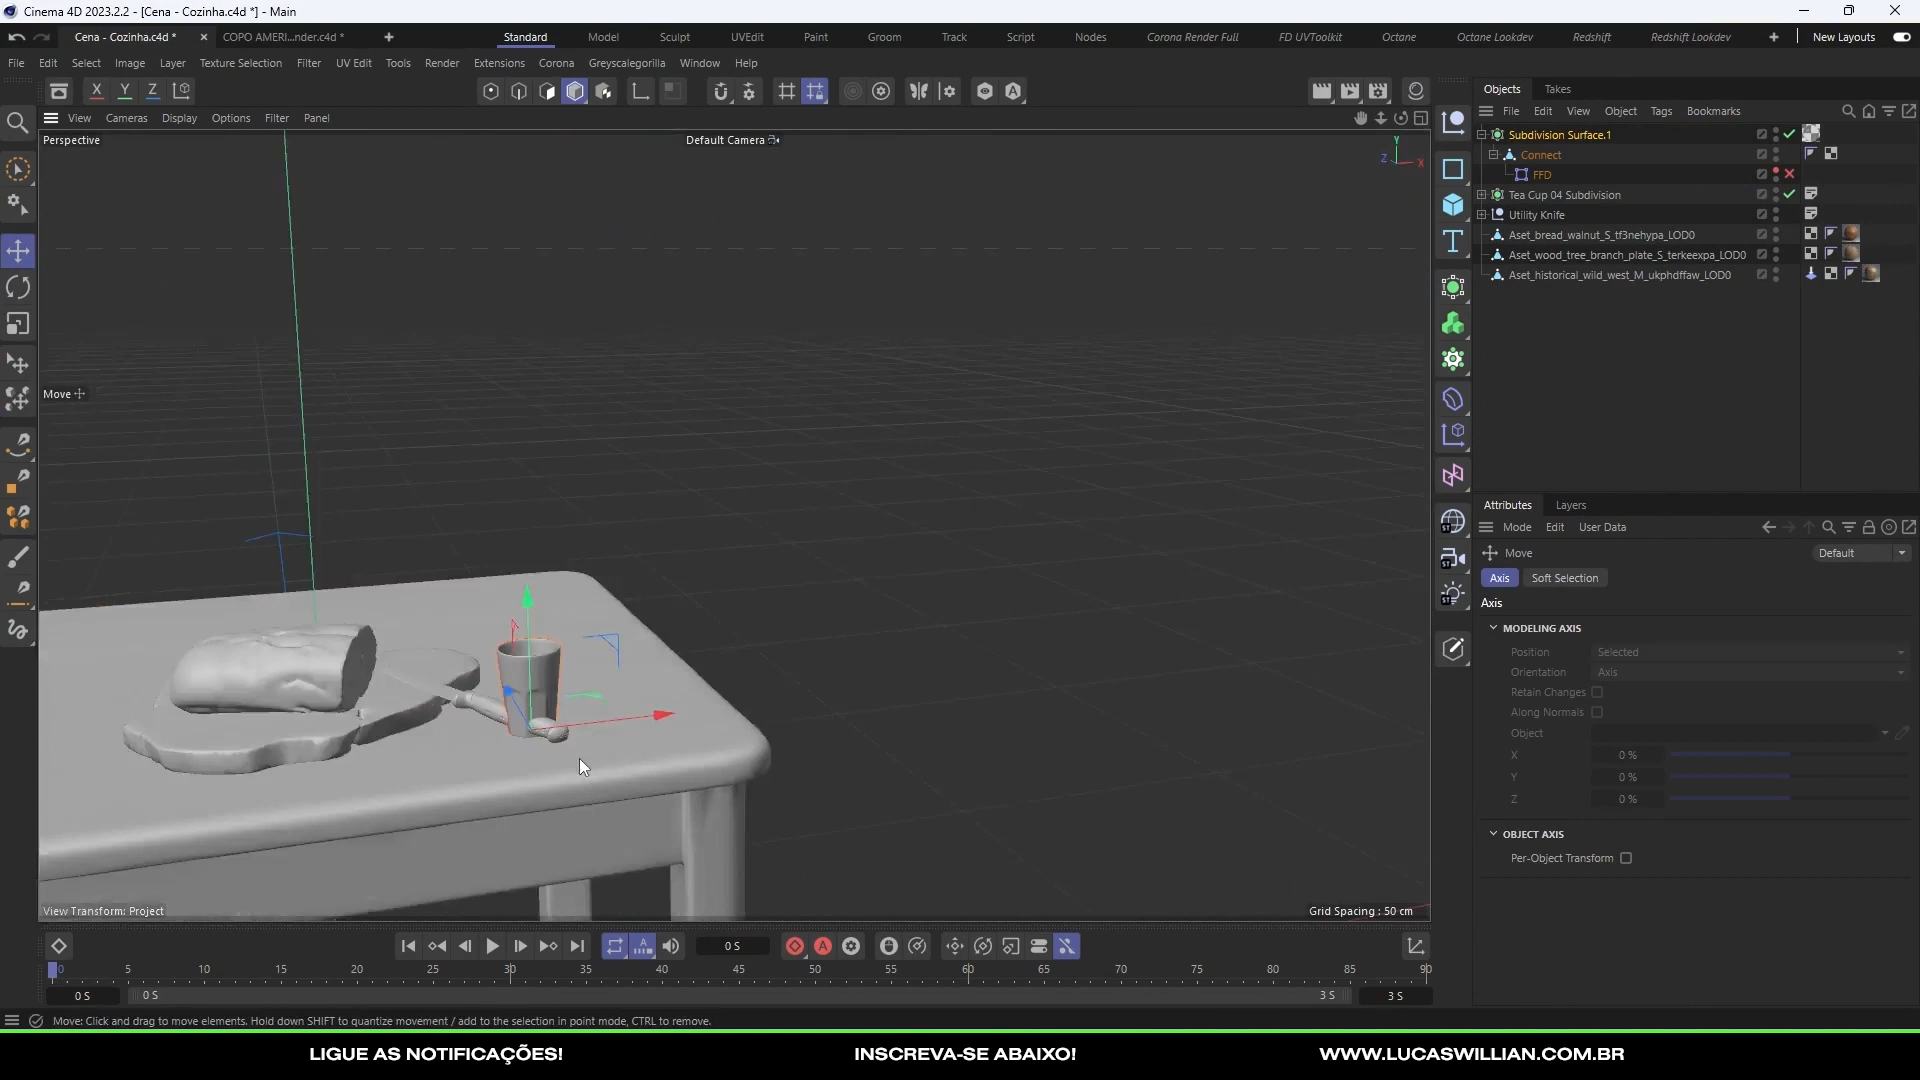 Cinema 4D 2023.2.2 - [Cena - Cozinha.c4d *] - Main
Cena - Cozinha.c4d *
COPO AMERI...nder.c4d *
Standard
Model
Sculpt
UVEdit
Paint
Groom
Track
Script
Nodes
Corona Render Full
FD UVToolkit
Octane
Octane Lookdev
Redshift
Redshift Lookdev
New Layouts
File Edit Select Image Layer Texture Selection Filter UV Edit Tools Render Extensions Corona Greyscalegorilla Window Help
X Y Z
Objects Takes
View Cameras Display Options Filter Panel
File Edit View Object Tags Bookmarks
Perspective
Default Camera
Y
Z
X
Subdivision Surface.1
Connect
FFD
Tea Cup 04 Subdivision
Utility Knife
Aset_bread_walnut_S_tf3nehypa_LOD0
Aset_wood_tree_branch_plate_S_terkeexpa_LOD0
Aset_historical_wild_west_M_ukphdffaw_LOD0
Move
Attributes Layers
Mode Edit User Data
Move
Default
Axis
Soft Selection
Axis
MODELING AXIS
Position Selected
Orientation Axis
Retain Changes
Along Normals
Object
X 0 %
Y 0 %
Z 0 %
OBJECT AXIS
Per-Object Transform
View Transform: Project
Grid Spacing : 50 cm
0 S
0 5 10 15 20 25 30 35 40 45 50 55 60 65 70 75 80 85 90
0 S
0 S
3 S
3 S
Move: Click and drag to move elements. Hold down SHIFT to quantize movement / add to the selection in point mode, CTRL to remove.
LIGUE AS NOTIFICAÇÕES!
INSCREVA-SE ABAIXO!
WWW.LUCASWILLIAN.COM.BR